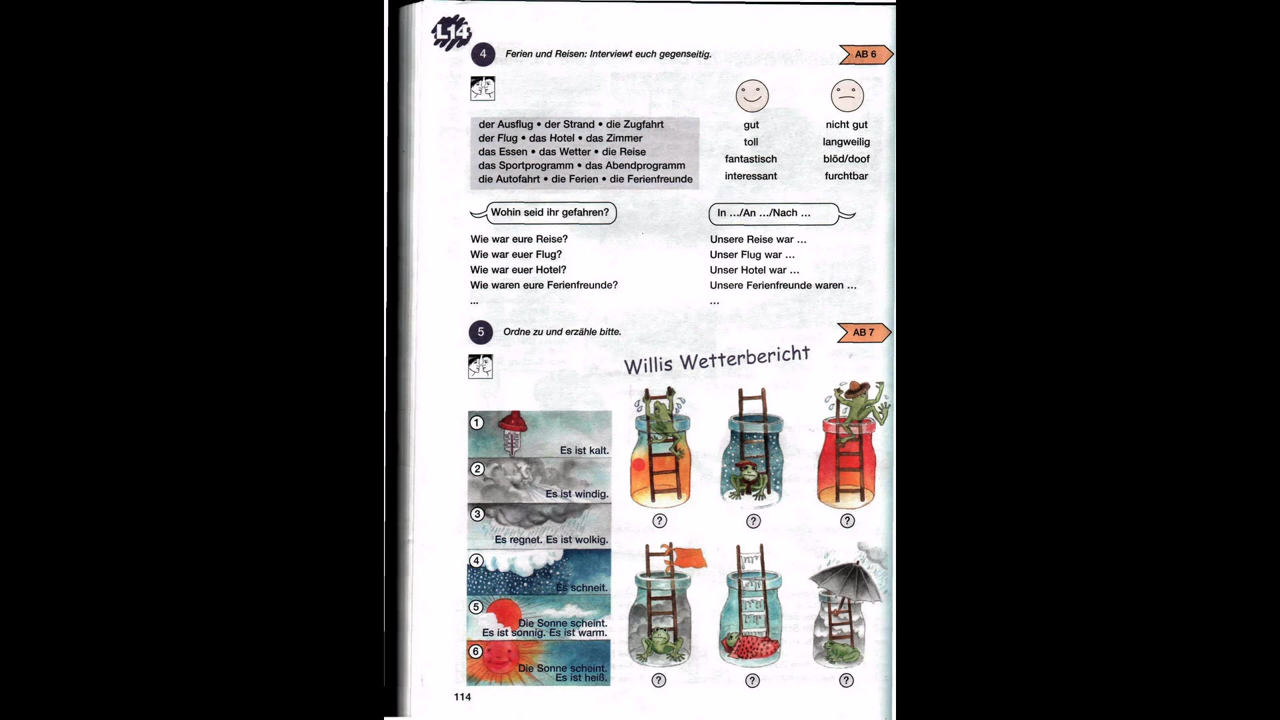 L14
4 Ferien und Reisen: Interviewt euch gegenseitig.
AB 6
der Ausflug • der Strand • die Zugfahrt
der Flug • das Hotel • das Zimmer
das Essen • das Wetter • die Reise
das Sportprogramm • das Abendprogramm
die Autofahrt • die Ferien • die Ferienfreunde
gut nicht gut
toll langweilig
fantastisch blöd/doof
interessant furchtbar
Wohin seid ihr gefahren?
In .../An .../Nach ...
Wie war eure Reise?
Unsere Reise war ...
Wie war euer Flug?
Unser Flug war ...
Wie war euer Hotel?
Unser Hotel war ...
Wie waren eure Ferienfreunde?
Unsere Ferienfreunde waren ...
...
...
5 Ordne zu und erzähle bitte.
AB 7
Willis Wetterbericht
1
Es ist kalt.
2
Es ist windig.
3
Es regnet. Es ist wolkig.
4
Es schneit.
5
Die Sonne scheint.
Es ist sonnig. Es ist warm.
6
Die Sonne scheint.
Es ist heiß.
? ? ?
? ? ?
114